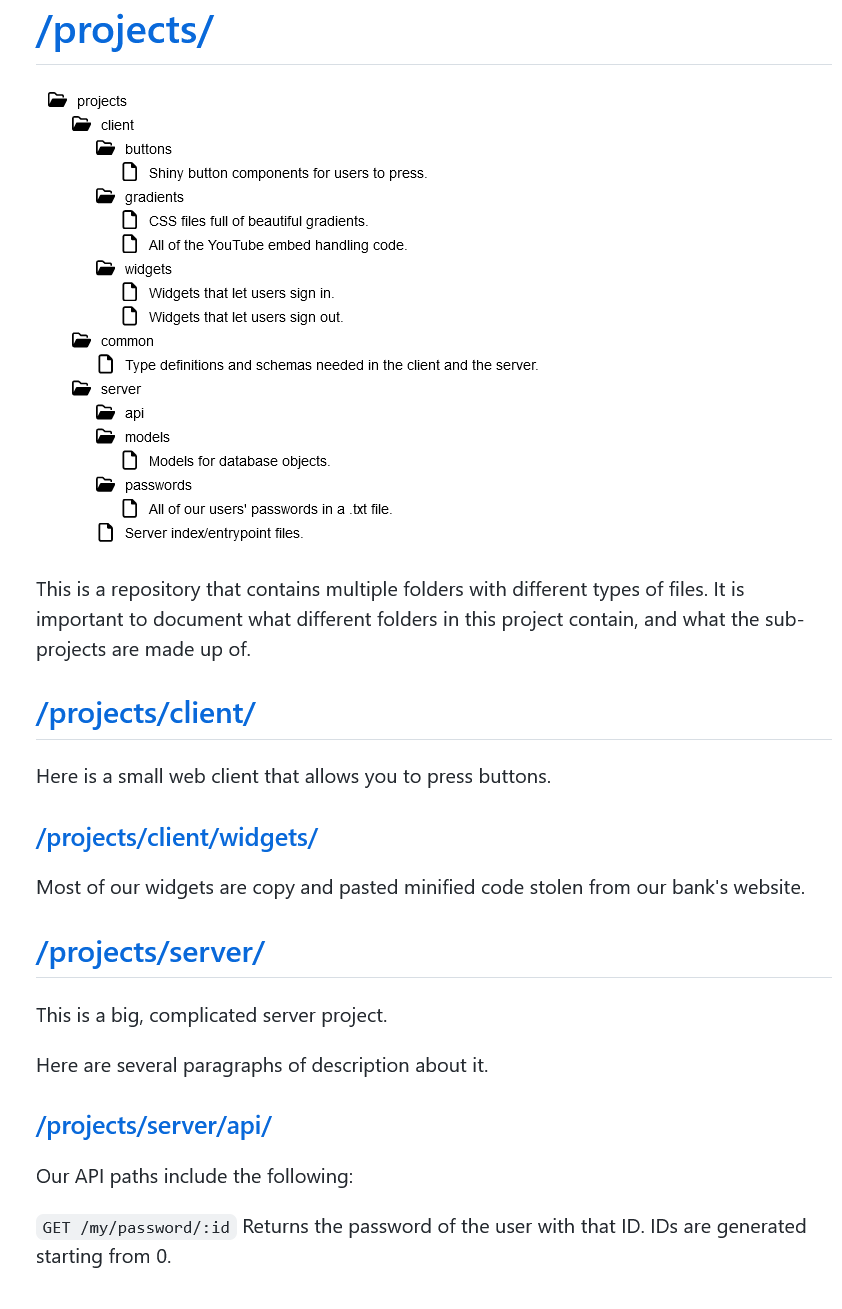 /projects/
projects
client
buttons
Shiny button components for users to press.
gradients
CSS files full of beautiful gradients.
All of the YouTube embed handling code.
widgets
Widgets that let users sign in.
Widgets that let users sign out.
common
Type definitions and schemas needed in the client and the server.
server
api
models
Models for database objects.
passwords
All of our users' passwords in a .txt file.
Server index/entrypoint files.
This is a repository that contains multiple folders with different types of files. It is
important to document what different folders in this project contain, and what the sub-
projects are made up of.
/projects/client/
Here is a small web client that allows you to press buttons.
/projects/client/widgets/
Most of our widgets are copy and pasted minified code stolen from our bank's website.
/projects/server/
This is a big, complicated server project.
Here are several paragraphs of description about it.
/projects/server/api/
Our API paths include the following:
GET /my/password/:id Returns the password of the user with that ID. IDs are generated
starting from 0.